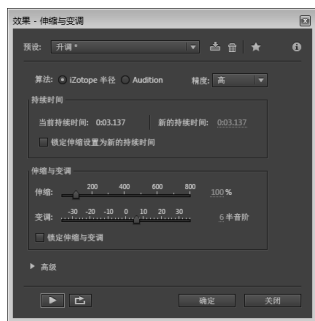 效果 - 伸缩与变调
预设: 升调 *
算法: iZotope 半径 Audition 精度: 高
持续时间
当前持续时间: 0:03.137 新的持续时间: 0:03.137
锁定伸缩设置为新的持续时间
伸缩与变调
200 400 600 800
伸缩: 100 %
-30 -20 -10 0 10 20 30
变调: 6 半音阶
锁定伸缩与变调
高级
确定 关闭